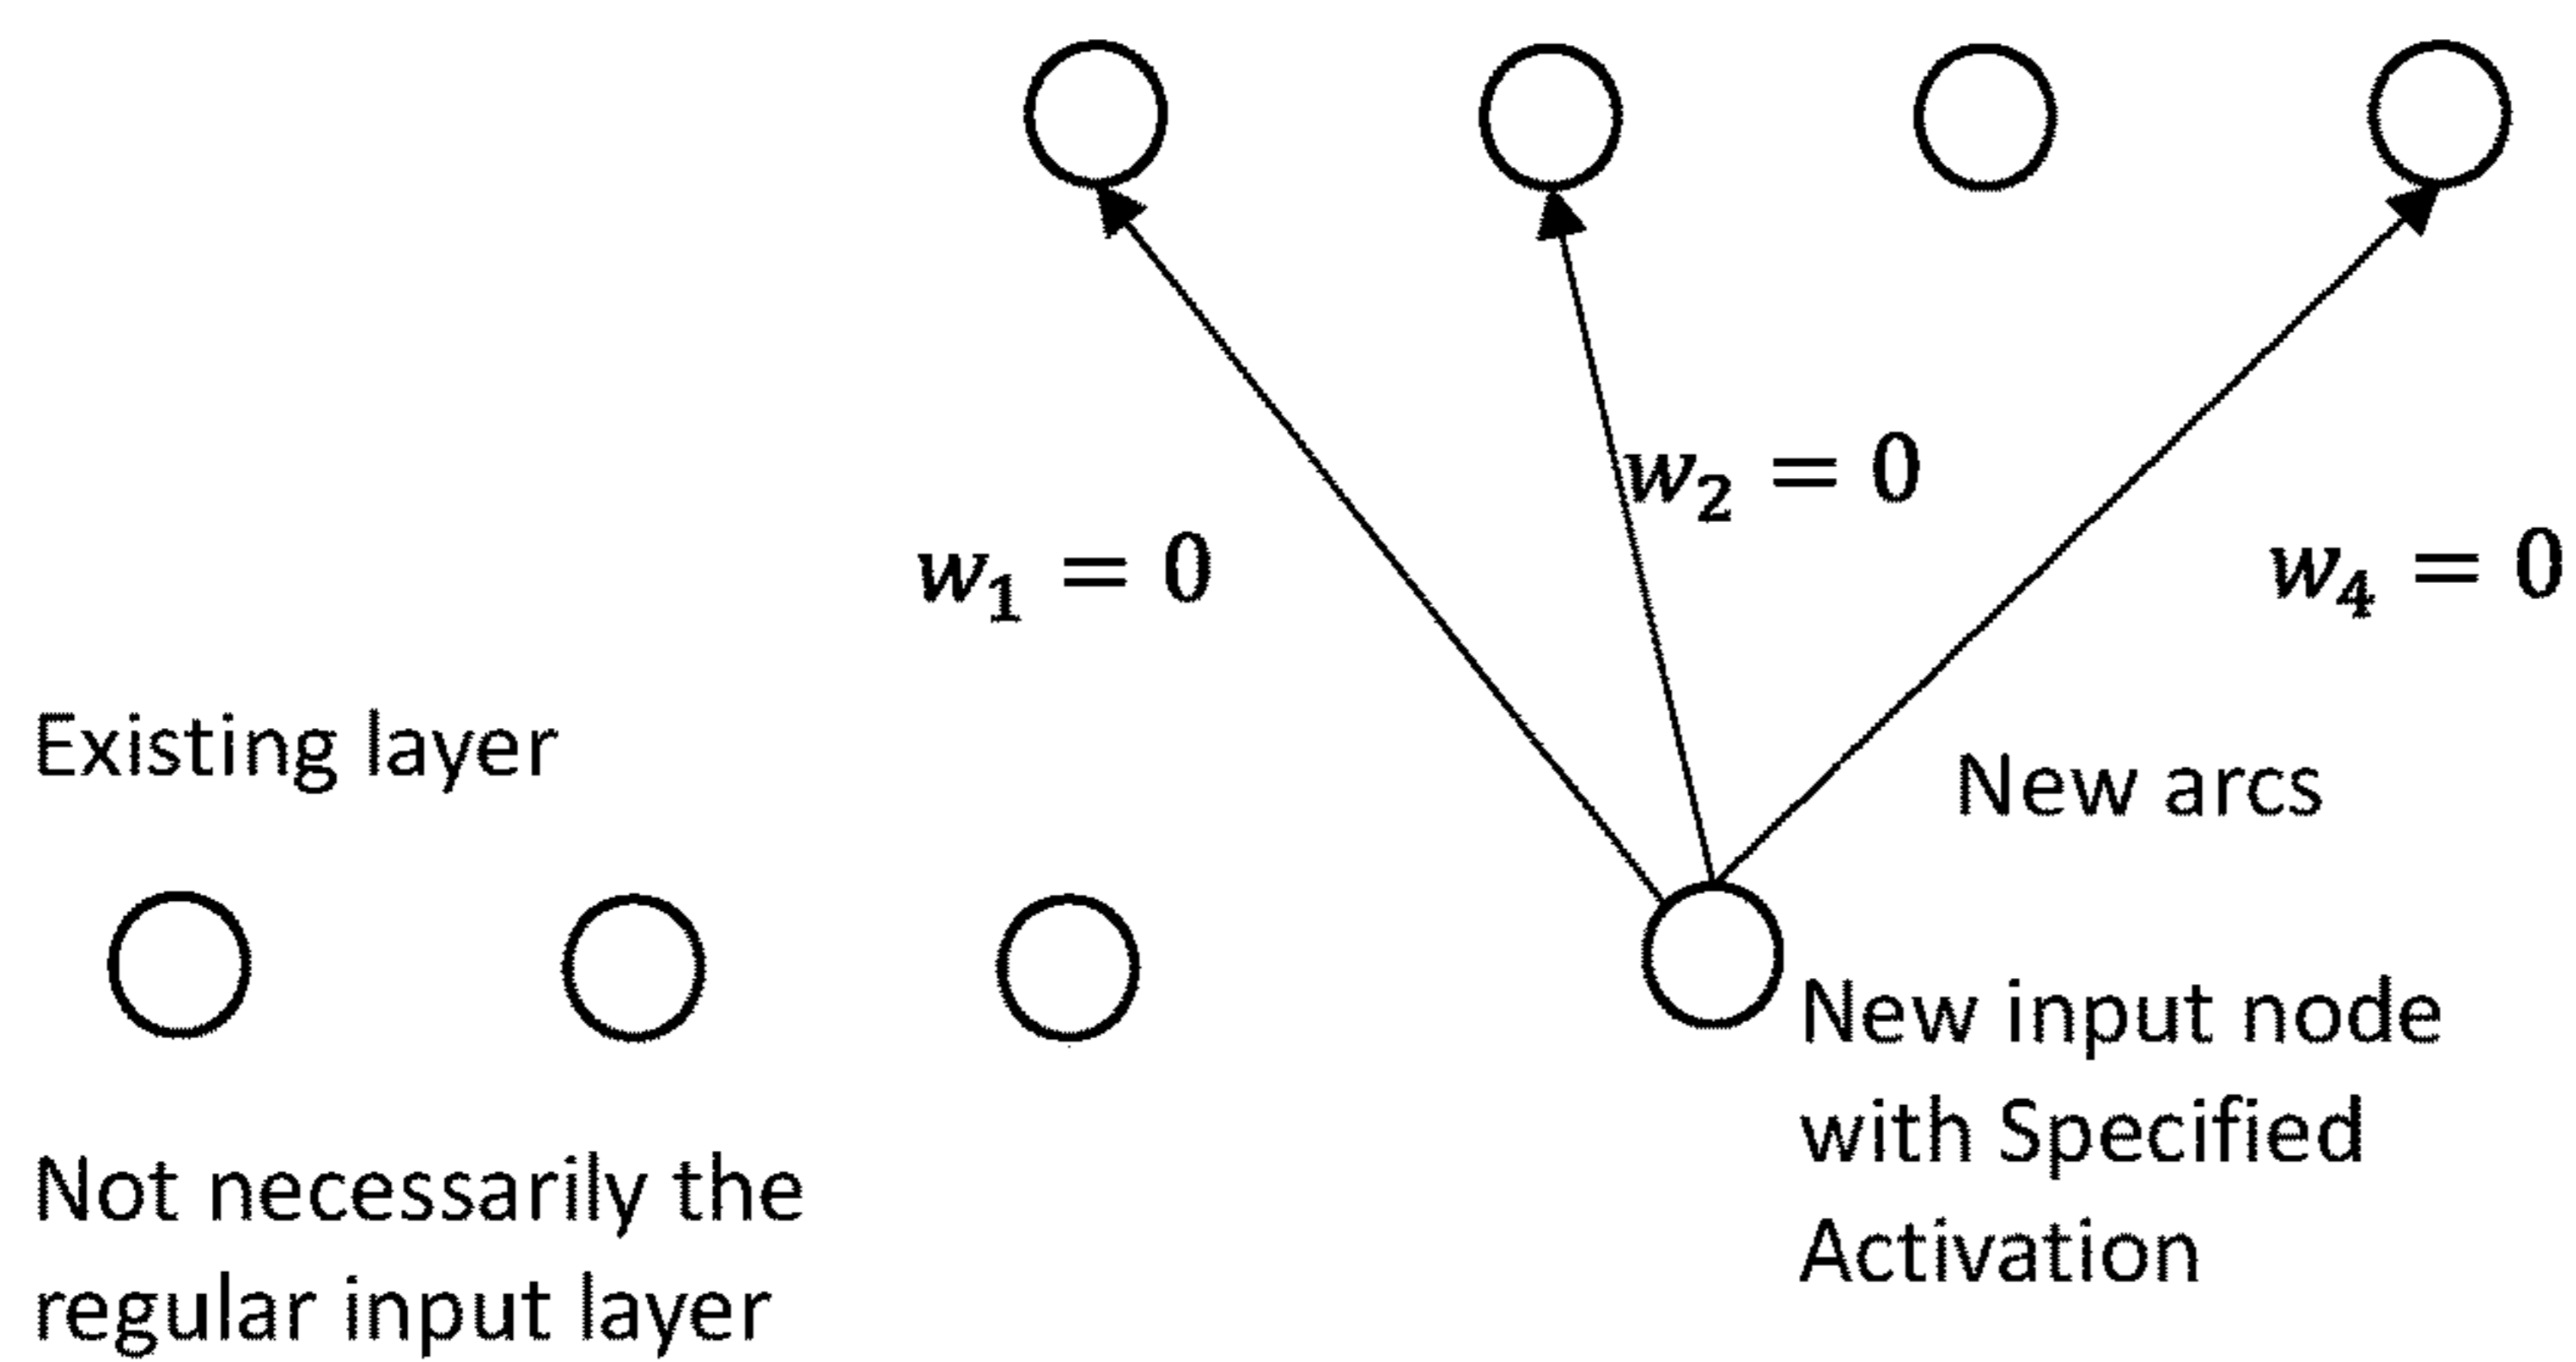 w₂ = 0
w₁ = 0
w₄ = 0
Existing layer
New arcs
New input node
with Specified
Activation
Not necessarily the
regular input layer